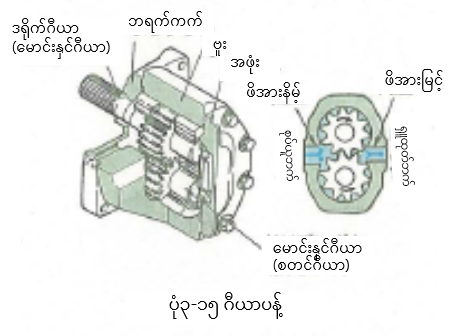 ဒရိုက်ဂီယာ
(မောင်းနှင်ဂီယာ)
ဘရက်ကက်
ဗူး
အဖုံး
ဖိအားနိမ့်
ဖိအားမြင့်
မောင်းနှင်ဂီယာ
(စတင်ဂီယာ)
ပုံ၃-၁၅ ဂီယာပန့်